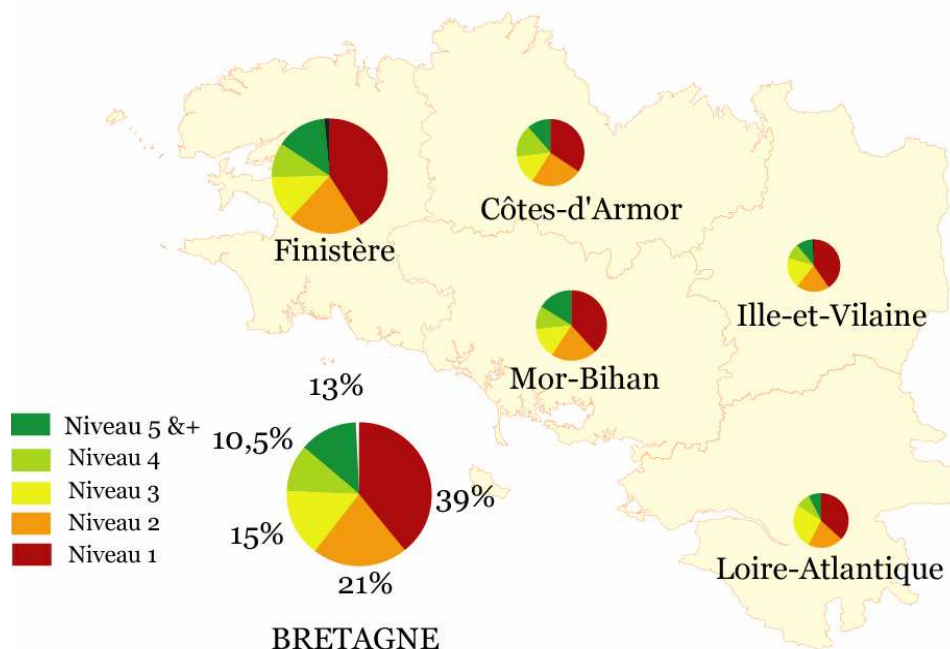 Côtes-d'Armor
Finistère
Ille-et-Vilaine
Mor-Bihan
13%
Niveau 5 &+
10,5%
Niveau 4
39%
Niveau 3
15%
Niveau 2
Niveau 1
21%
Loire-Atlantique
BRETAGNE